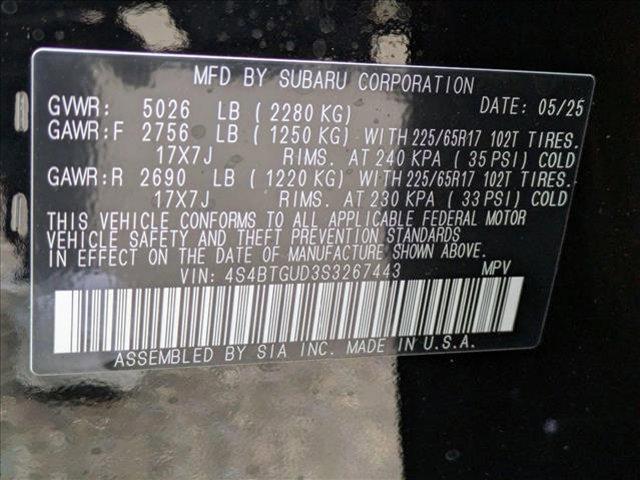 MFD BY SUBARU CORPORATION DATE: 05/25
GVWR: 5026 LB ( 2280 KG)
GAWR:F 2756 LB ( 1250 KG) WITH 225/65R17 102T TIRES.
17X7J RIMS. AT 240 KPA ( 35 PSI) COLD
GAWR:R 2690 LB ( 1220 KG) WITH 225/65R17 102T TIRES.
17X7J RIMS. AT 230 KPA ( 33 PSI) COLD
THIS VEHICLE CONFORMS TO ALL APPLICABLE FEDERAL MOTOR
VEHICLE SAFETY AND THEFT PREVENTION STANDARDS
IN EFFECT ON THE DATE OF MANUFACTURE SHOWN ABOVE.
VIN: 4S4BTGUD3S3267443 MPV
ASSEMBLED BY SIA INC. MADE IN U.S.A.